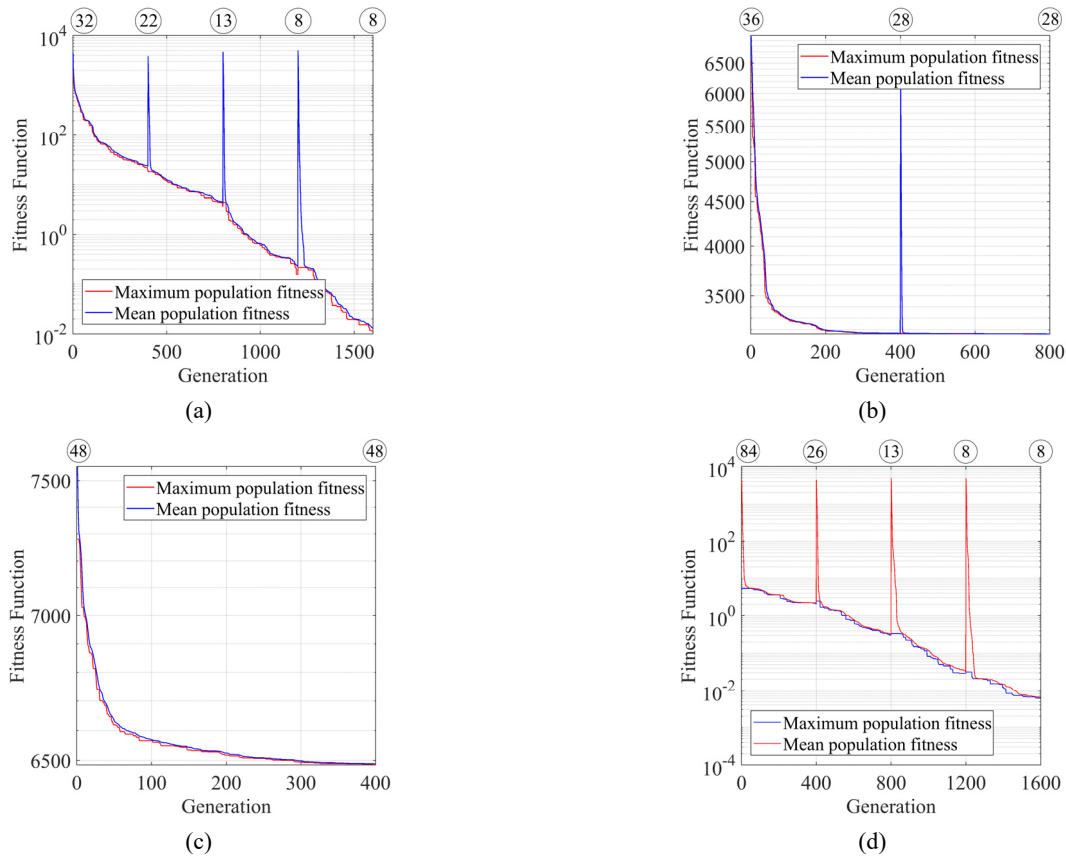 32 22 13 8 8
10^4
10^2
10^0
10^-2
Fitness Function
Maximum population fitness
Mean population fitness
0 500 1000 1500
Generation
(a)
36 28 28
6500
6000
5500
5000
4500
4000
3500
Fitness Function
Maximum population fitness
Mean population fitness
0 200 400 600 800
Generation
(b)
48 48
7500
7000
6500
Fitness Function
Maximum population fitness
Mean population fitness
0 100 200 300 400
Generation
(c)
84 26 13 8 8
10^4
10^2
10^0
10^-2
10^-4
Fitness Function
Maximum population fitness
Mean population fitness
0 400 800 1200 1600
Generation
(d)